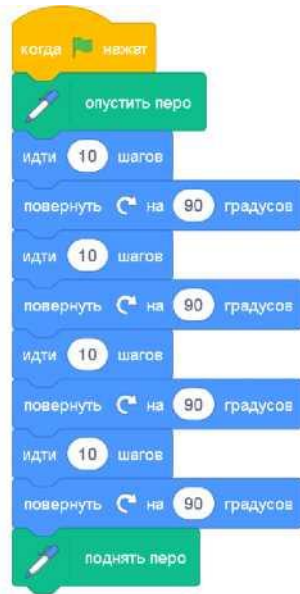 когда нажат
опустить перо
идти 10 шагов
повернуть на 90 градусов
идти 10 шагов
повернуть на 90 градусов
идти 10 шагов
повернуть на 90 градусов
идти 10 шагов
повернуть на 90 градусов
поднять перо